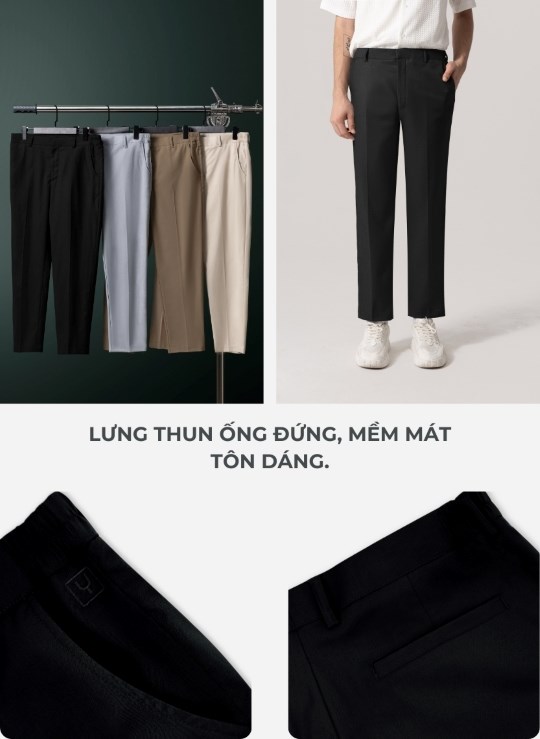 LƯNG THUN ỐNG ĐỨNG, MỀM MÁT
TÔN DÁNG.